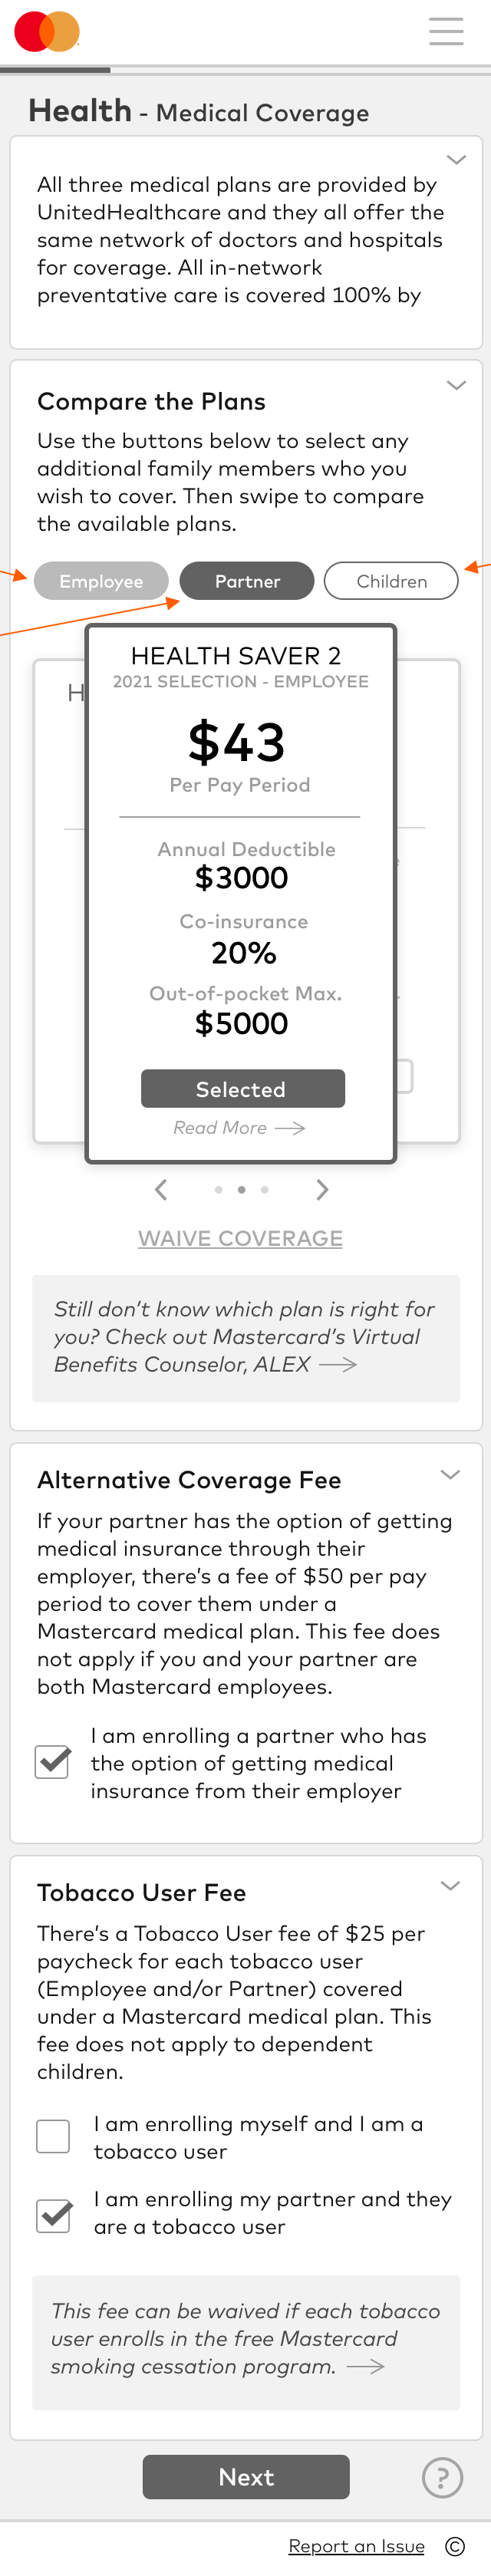 Health - Medical Coverage
All three medical plans are provided by
UnitedHealthcare and they all offer the
same network of doctors and hospitals
for coverage. All in-network
preventative care is covered 100% by
Compare the Plans
Use the buttons below to select any
additional family members who you
wish to cover. Then swipe to compare
the available plans.
Employee
Partner
Children
H
HEALTH SAVER 2
2021 SELECTION - EMPLOYEE
$43
Per Pay Period
Annual Deductible
$3000
Co-insurance
20%
Out-of-pocket Max.
$5000
Selected
Read More
WAIVE COVERAGE
Still don’t know which plan is right for
you? Check out Mastercard’s Virtual
Benefits Counselor, ALEX
Alternative Coverage Fee
If your partner has the option of getting
medical insurance through their
employer, there’s a fee of $50 per pay
period to cover them under a
Mastercard medical plan. This fee does
not apply if you and your partner are
both Mastercard employees.
I am enrolling a partner who has
the option of getting medical
insurance from their employer
Tobacco User Fee
There’s a Tobacco User fee of $25 per
paycheck for each tobacco user
(Employee and/or Partner) covered
under a Mastercard medical plan. This
fee does not apply to dependent
children.
I am enrolling myself and I am a
tobacco user
I am enrolling my partner and they
are a tobacco user
This fee can be waived if each tobacco
user enrolls in the free Mastercard
smoking cessation program.
Next
?
Report an Issue ©